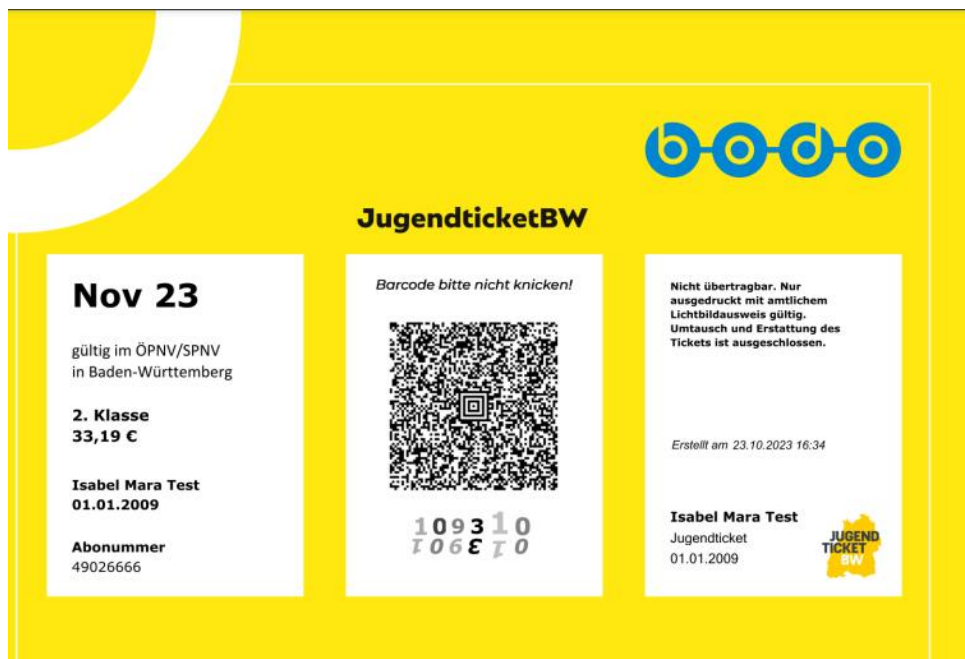 bodo
JugendticketBW
Nov 23
gültig im ÖPNV/SPNV
in Baden-Württemberg
2. Klasse
33,19 €
Isabel Mara Test
01.01.2009
Abonummer
49026666
Barcode bitte nicht knicken!
109310
Nicht übertragbar. Nur
ausgedruckt mit amtlichem
Lichtbildausweis gültig.
Umtausch und Erstattung des
Tickets ist ausgeschlossen.
Erstellt am 23.10.2023 16:34
Isabel Mara Test
Jugendticket
01.01.2009
JUGEND
TICKET
BW